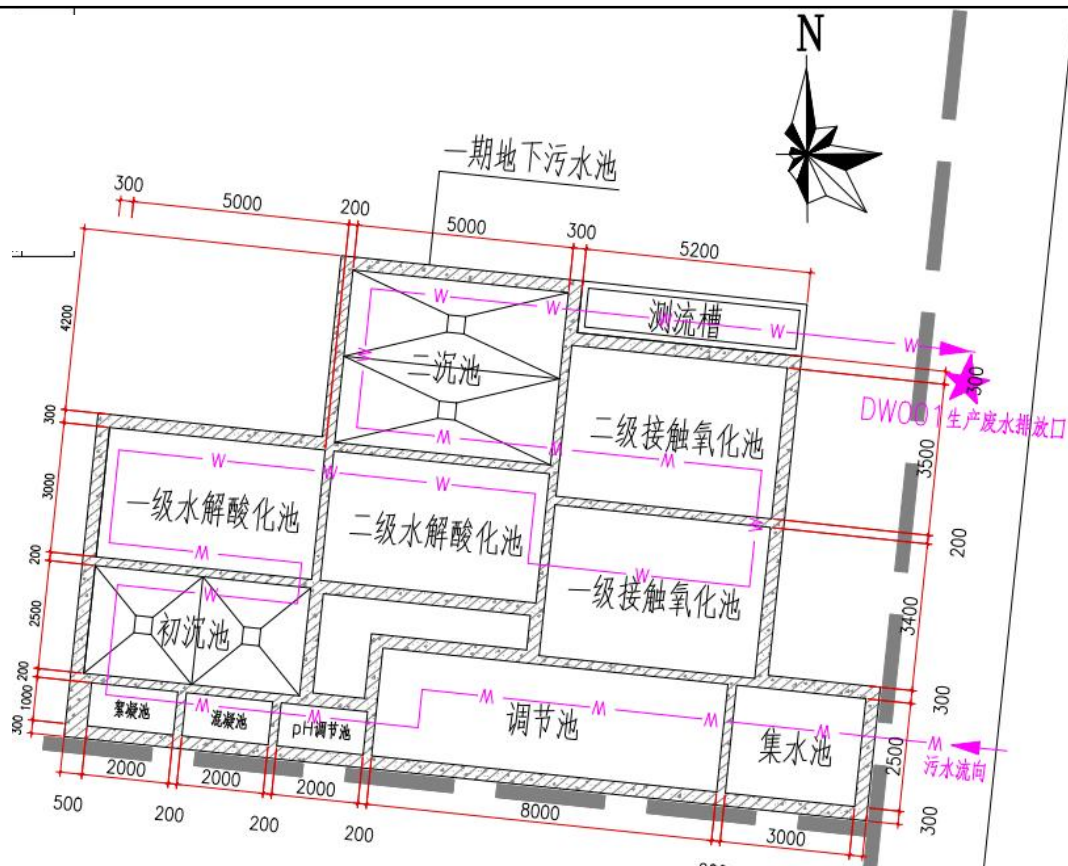 N
一期地下污水池
300
5000
200
5000
300
5200
4200
测流槽
W
W
W
W
W
二沉池
W
300
DW001生产废水排放口
二级接触氧化池
3500
W
W
W
300
3000
一级水解酸化池
W
W
W
二级水解酸化池
W
W
200
200
W
W
一级接触氧化池
3400
2500
初沉池
200
1000
300
絮凝池
混凝池
pH调节池
W
W
调节池
W
W
W
W
集水池
W
污水流向
300
2500
300
2000
2000
2000
8000
3000
500
200
200
200